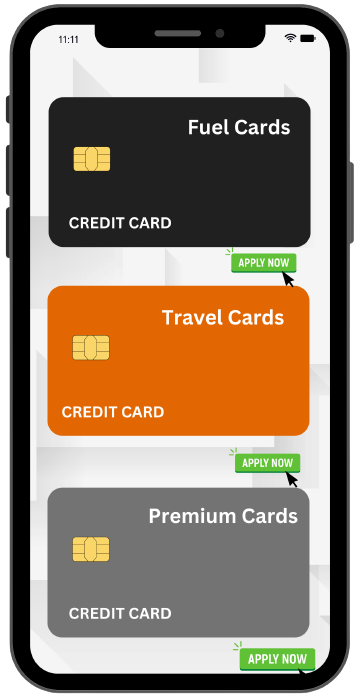 11:11
Fuel Cards
CREDIT CARD
APPLY NOW
Travel Cards
CREDIT CARD
APPLY NOW
Premium Cards
CREDIT CARD
APPLY NOW